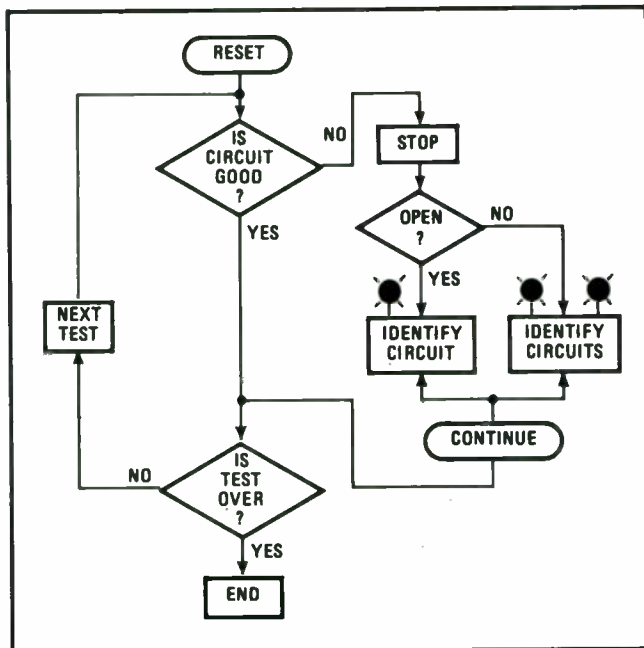 RESET
IS
CIRCUIT
GOOD
?
NO
STOP
YES
OPEN
?
NO
YES
NEXT
TEST
IDENTIFY
CIRCUIT
IDENTIFY
CIRCUITS
CONTINUE
IS
TEST
OVER
?
NO
YES
END